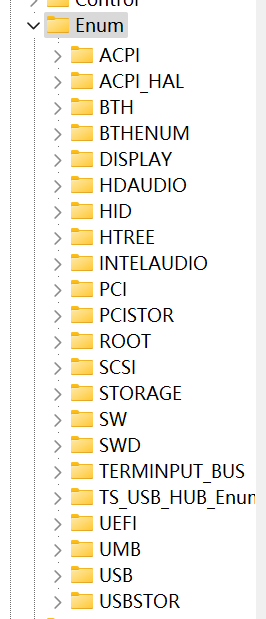 Control
Enum
ACPI
ACPI_HAL
BTH
BTHENUM
DISPLAY
HDAUDIO
HID
HTREE
INTELAUDIO
PCI
PCISTOR
ROOT
SCSI
STORAGE
SW
SWD
TERMINPUT_BUS
TS_USB_HUB_Enum
UEFI
UMB
USB
USBSTOR